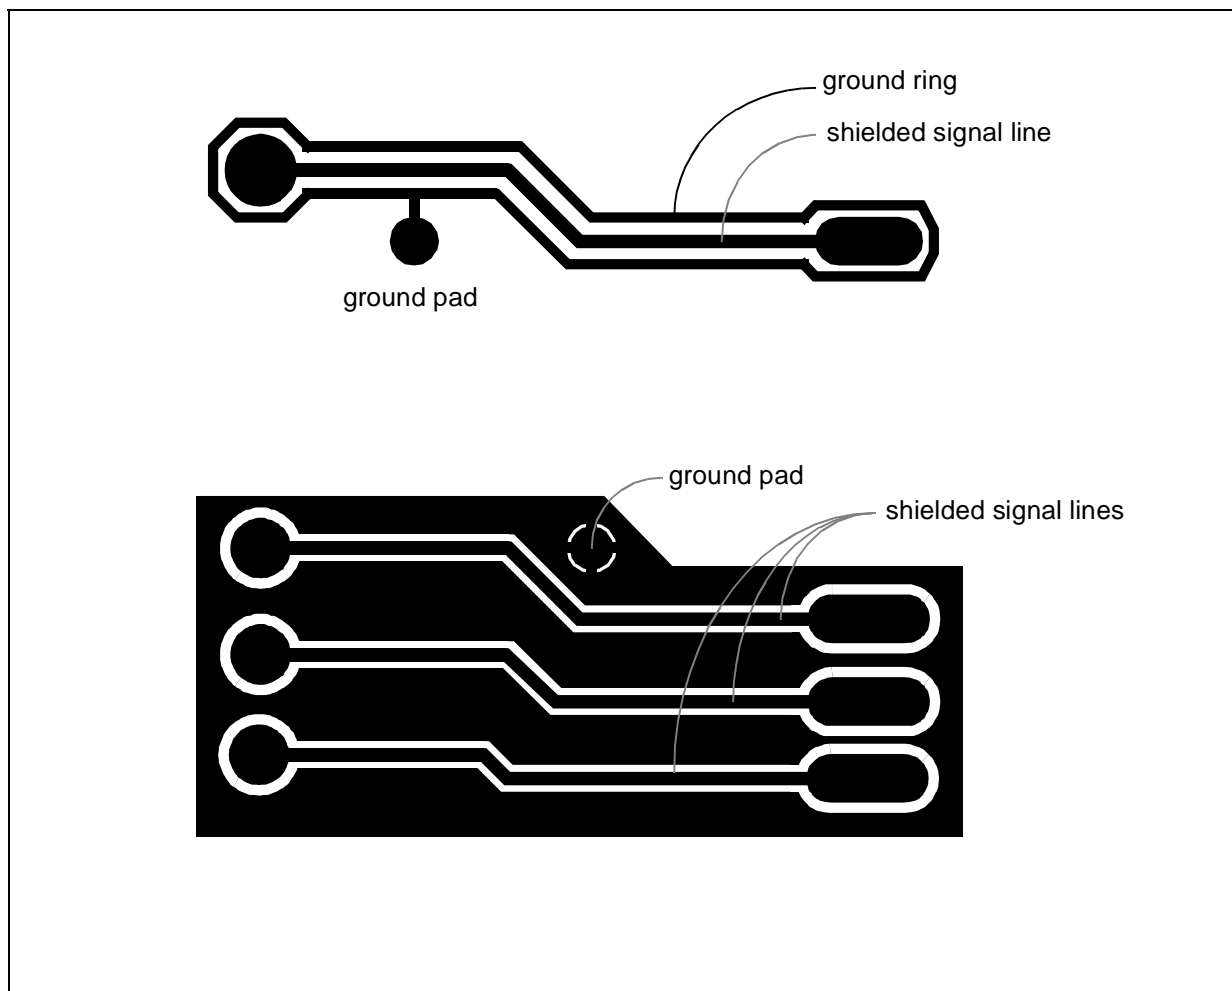 ground ring
shielded signal line
ground pad
ground pad
shielded signal lines